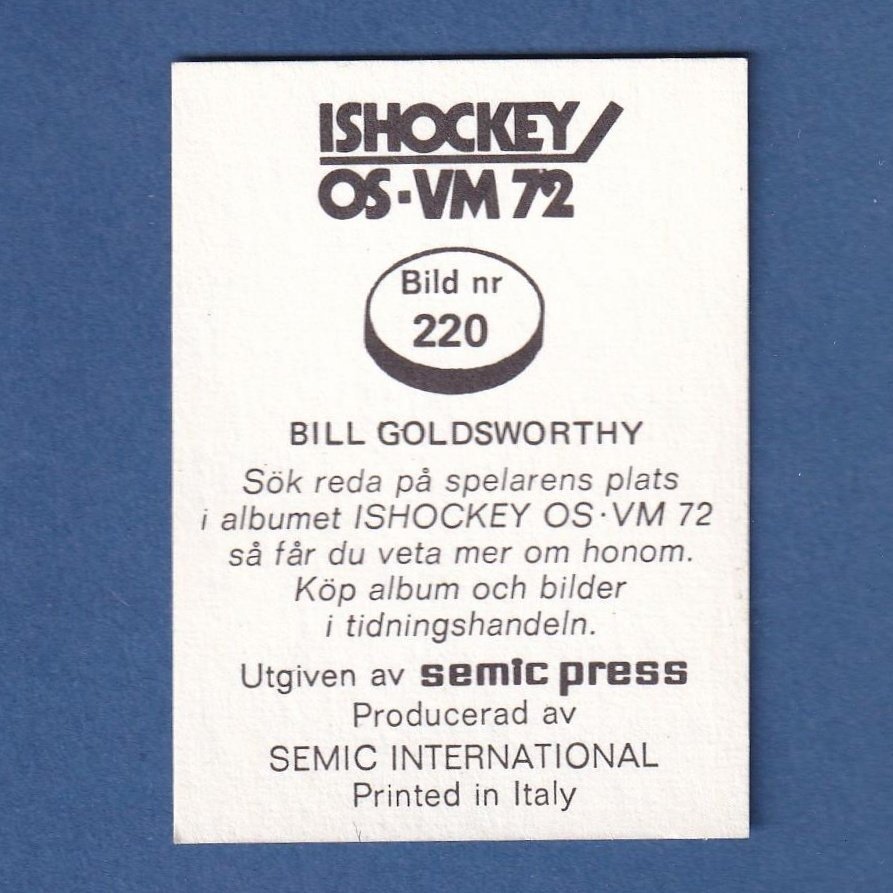 ISHOCKEY
OS·VM 72
Bild nr
220
BILL GOLDSWORTHY
Sök reda på spelarens plats
i albumet ISHOCKEY OS·VM 72
så får du veta mer om honom.
Köp album och bilder
i tidningshandeln.
Utgiven av semic press
Producerad av
SEMIC INTERNATIONAL
Printed in Italy